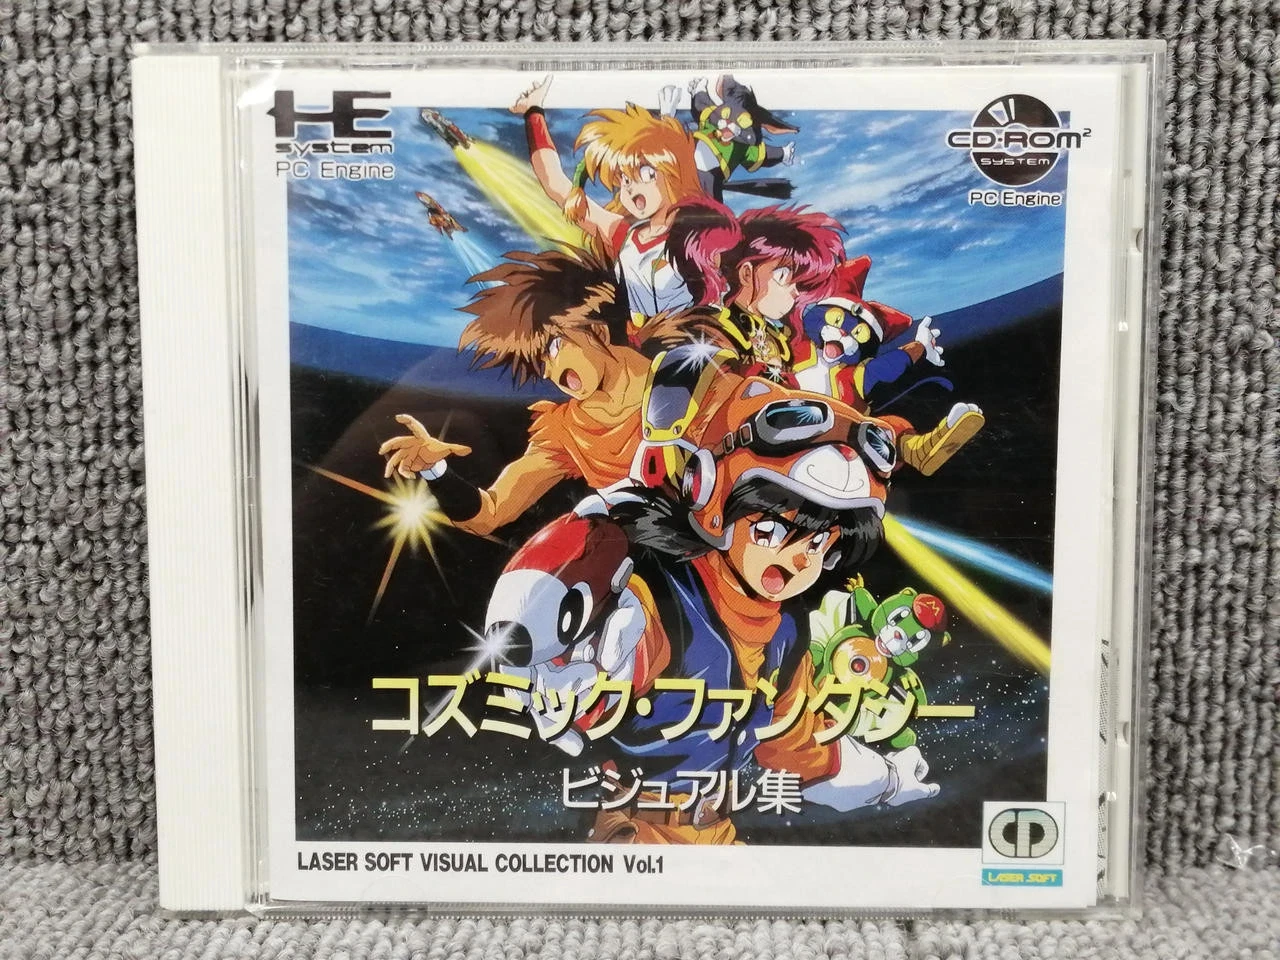 HE
system
PC Engine
CD-ROM²
SYSTEM
PC Engine
コズミック・ファンタジー
ビジュアル集
LASER SOFT VISUAL COLLECTION Vol.1
CD
LASER SOFT